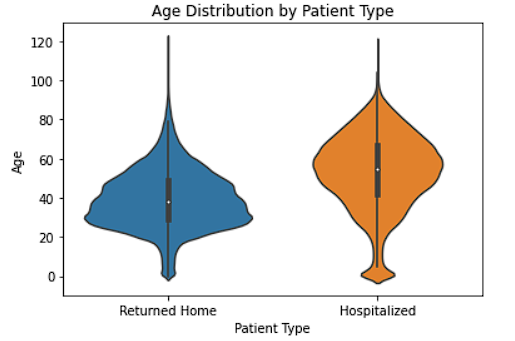 Age Distribution by Patient Type
120
100
80
60
40
20
0
Age
Returned Home
Hospitalized
Patient Type